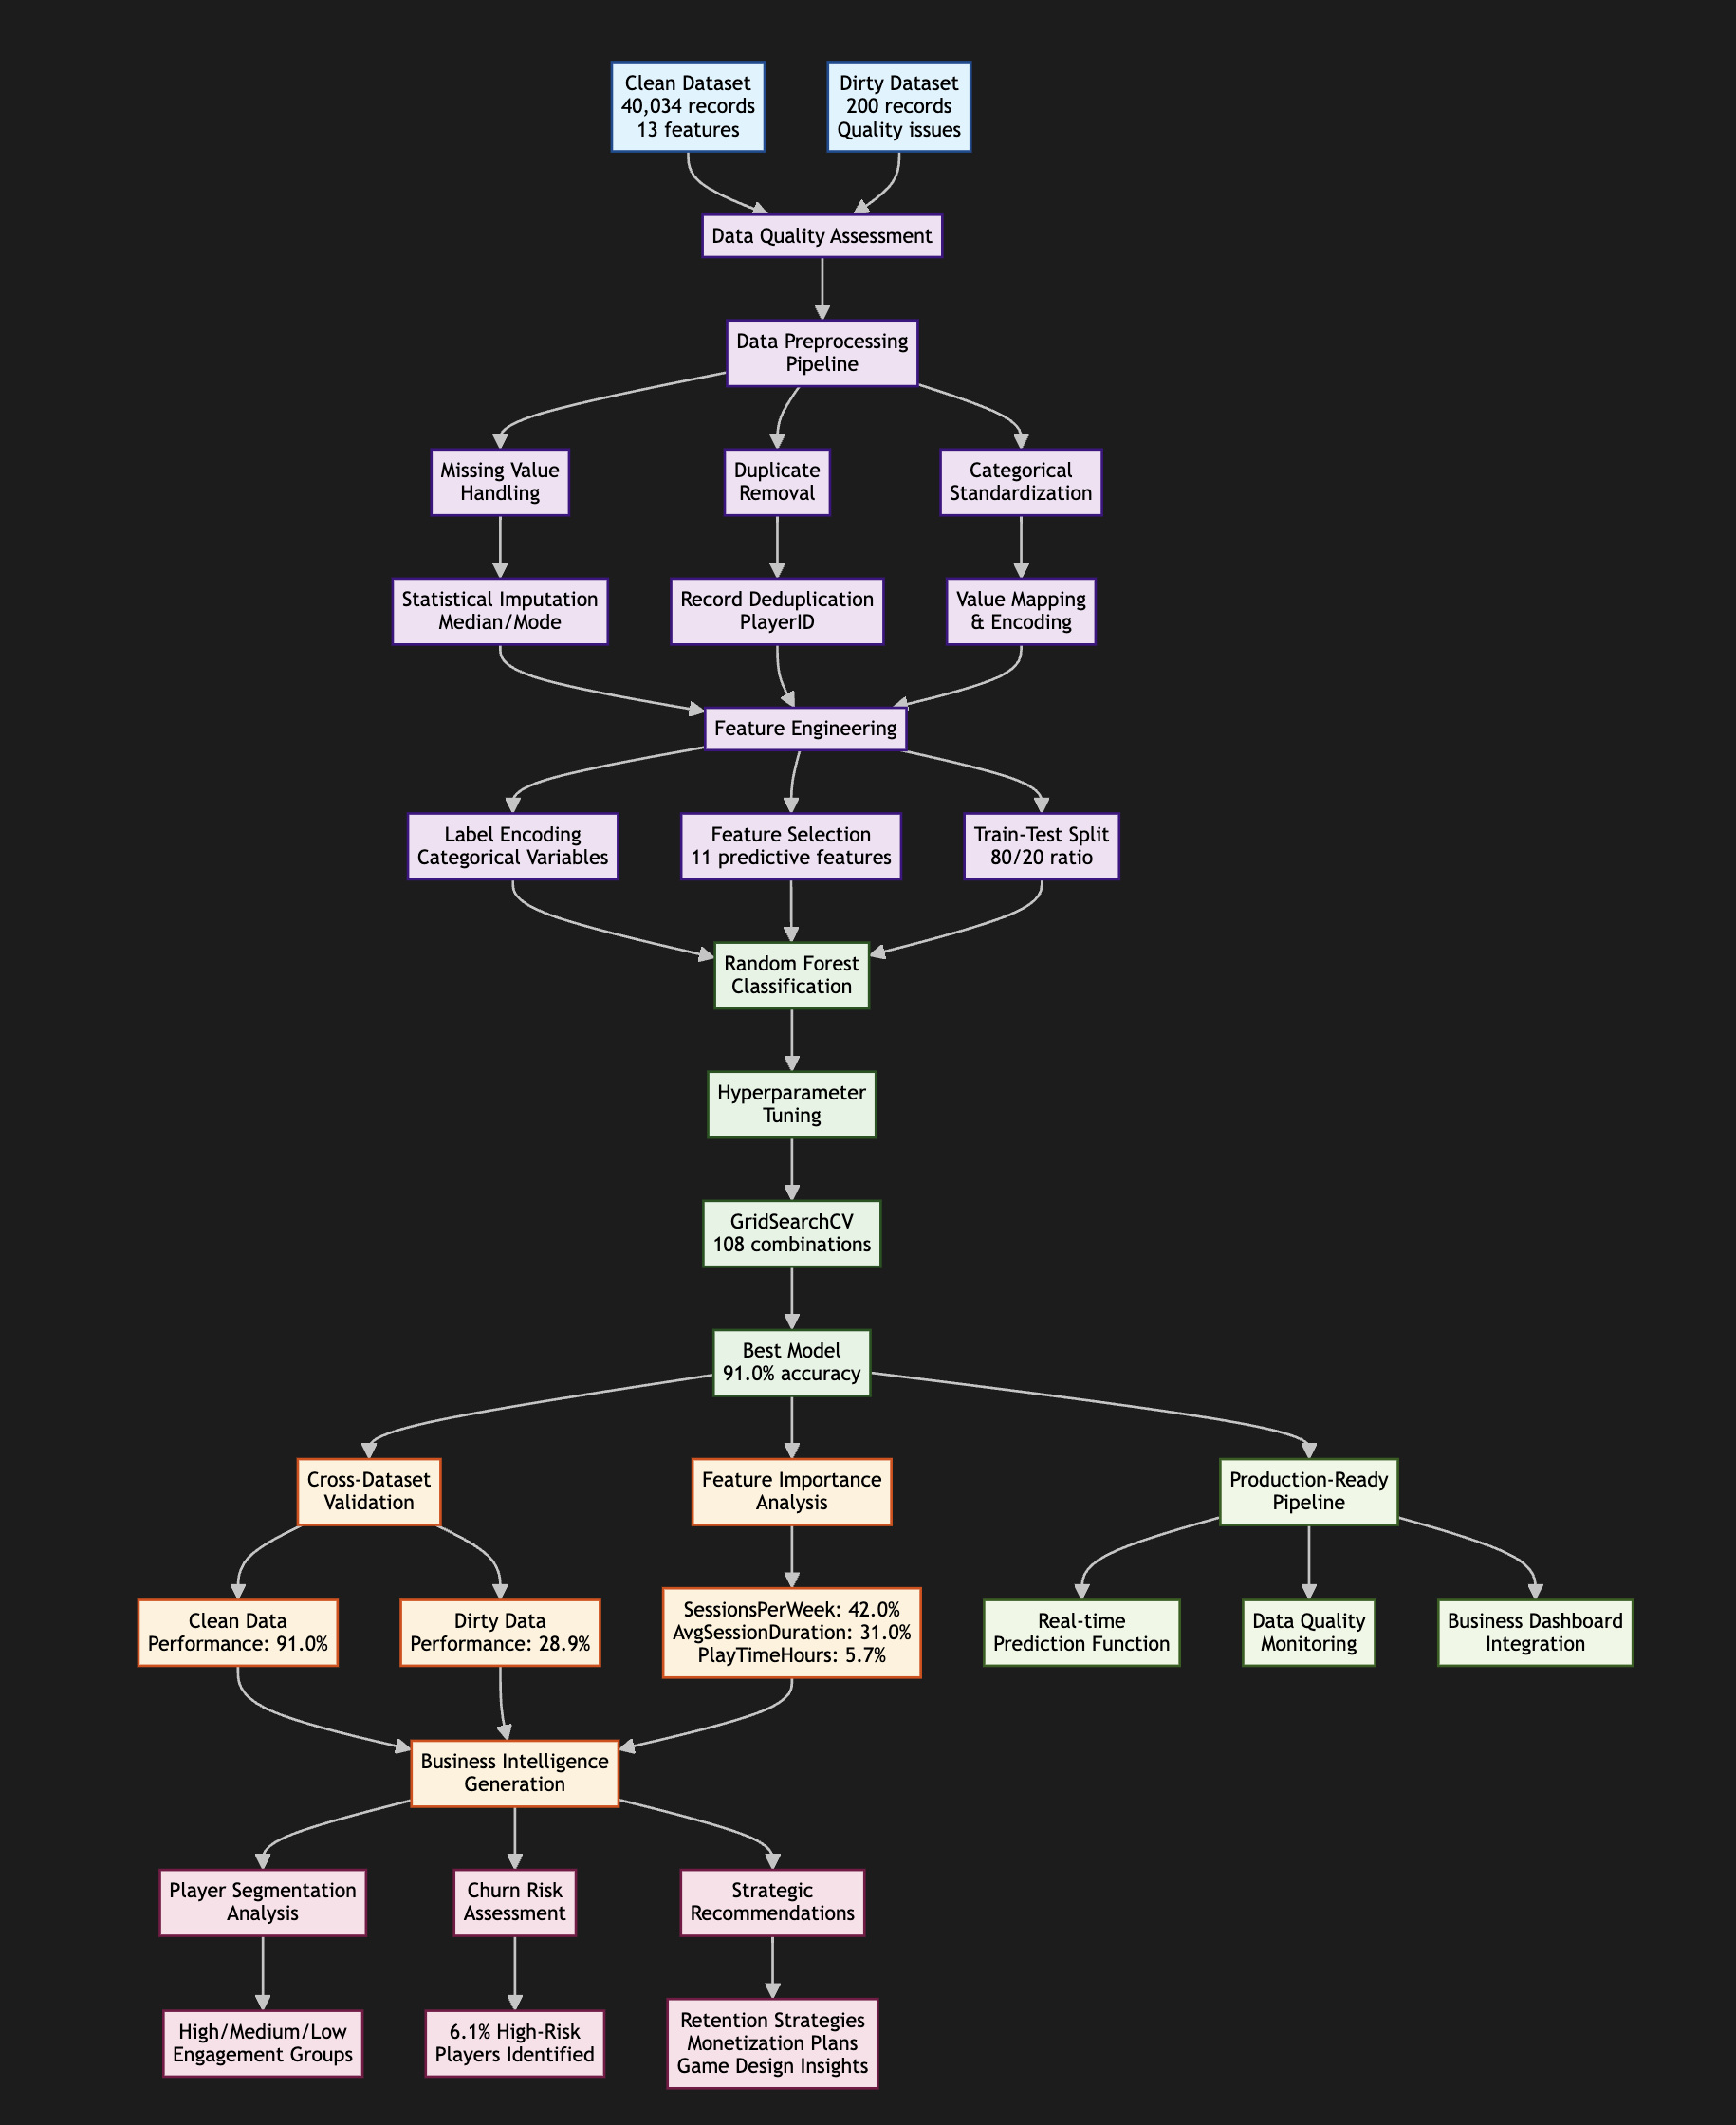 Clean Dataset
40,034 records
13 features
Dirty Dataset
200 records
Quality issues
Data Quality Assessment
Data Preprocessing
Pipeline
Missing Value
Handling
Duplicate
Removal
Categorical
Standardization
Statistical Imputation
Median/Mode
Record Deduplication
PlayerID
Value Mapping
& Encoding
Feature Engineering
Label Encoding
Categorical Variables
Feature Selection
11 predictive features
Train-Test Split
80/20 ratio
Random Forest
Classification
Hyperparameter
Tuning
GridSearchCV
108 combinations
Best Model
91.0% accuracy
Cross-Dataset
Validation
Feature Importance
Analysis
Production-Ready
Pipeline
Clean Data
Performance: 91.0%
Dirty Data
Performance: 28.9%
SessionsPerWeek: 42.0%
AvgSessionDuration: 31.0%
PlayTimeHours: 5.7%
Real-time
Prediction Function
Data Quality
Monitoring
Business Dashboard
Integration
Business Intelligence
Generation
Player Segmentation
Analysis
Churn Risk
Assessment
Strategic
Recommendations
High/Medium/Low
Engagement Groups
6.1% High-Risk
Players Identified
Retention Strategies
Monetization Plans
Game Design Insights